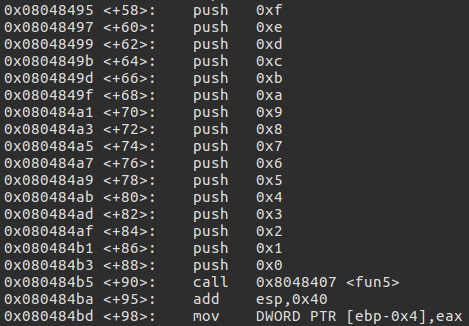 0x08048495 <+58>: push 0xf
0x08048497 <+60>: push 0xe
0x08048499 <+62>: push 0xd
0x0804849b <+64>: push 0xc
0x0804849d <+66>: push 0xb
0x0804849f <+68>: push 0xa
0x080484a1 <+70>: push 0x9
0x080484a3 <+72>: push 0x8
0x080484a5 <+74>: push 0x7
0x080484a7 <+76>: push 0x6
0x080484a9 <+78>: push 0x5
0x080484ab <+80>: push 0x4
0x080484ad <+82>: push 0x3
0x080484af <+84>: push 0x2
0x080484b1 <+86>: push 0x1
0x080484b3 <+88>: push 0x0
0x080484b5 <+90>: call 0x8048407 <fun5>
0x080484ba <+95>: add esp,0x40
0x080484bd <+98>: mov DWORD PTR [ebp-0x4],eax